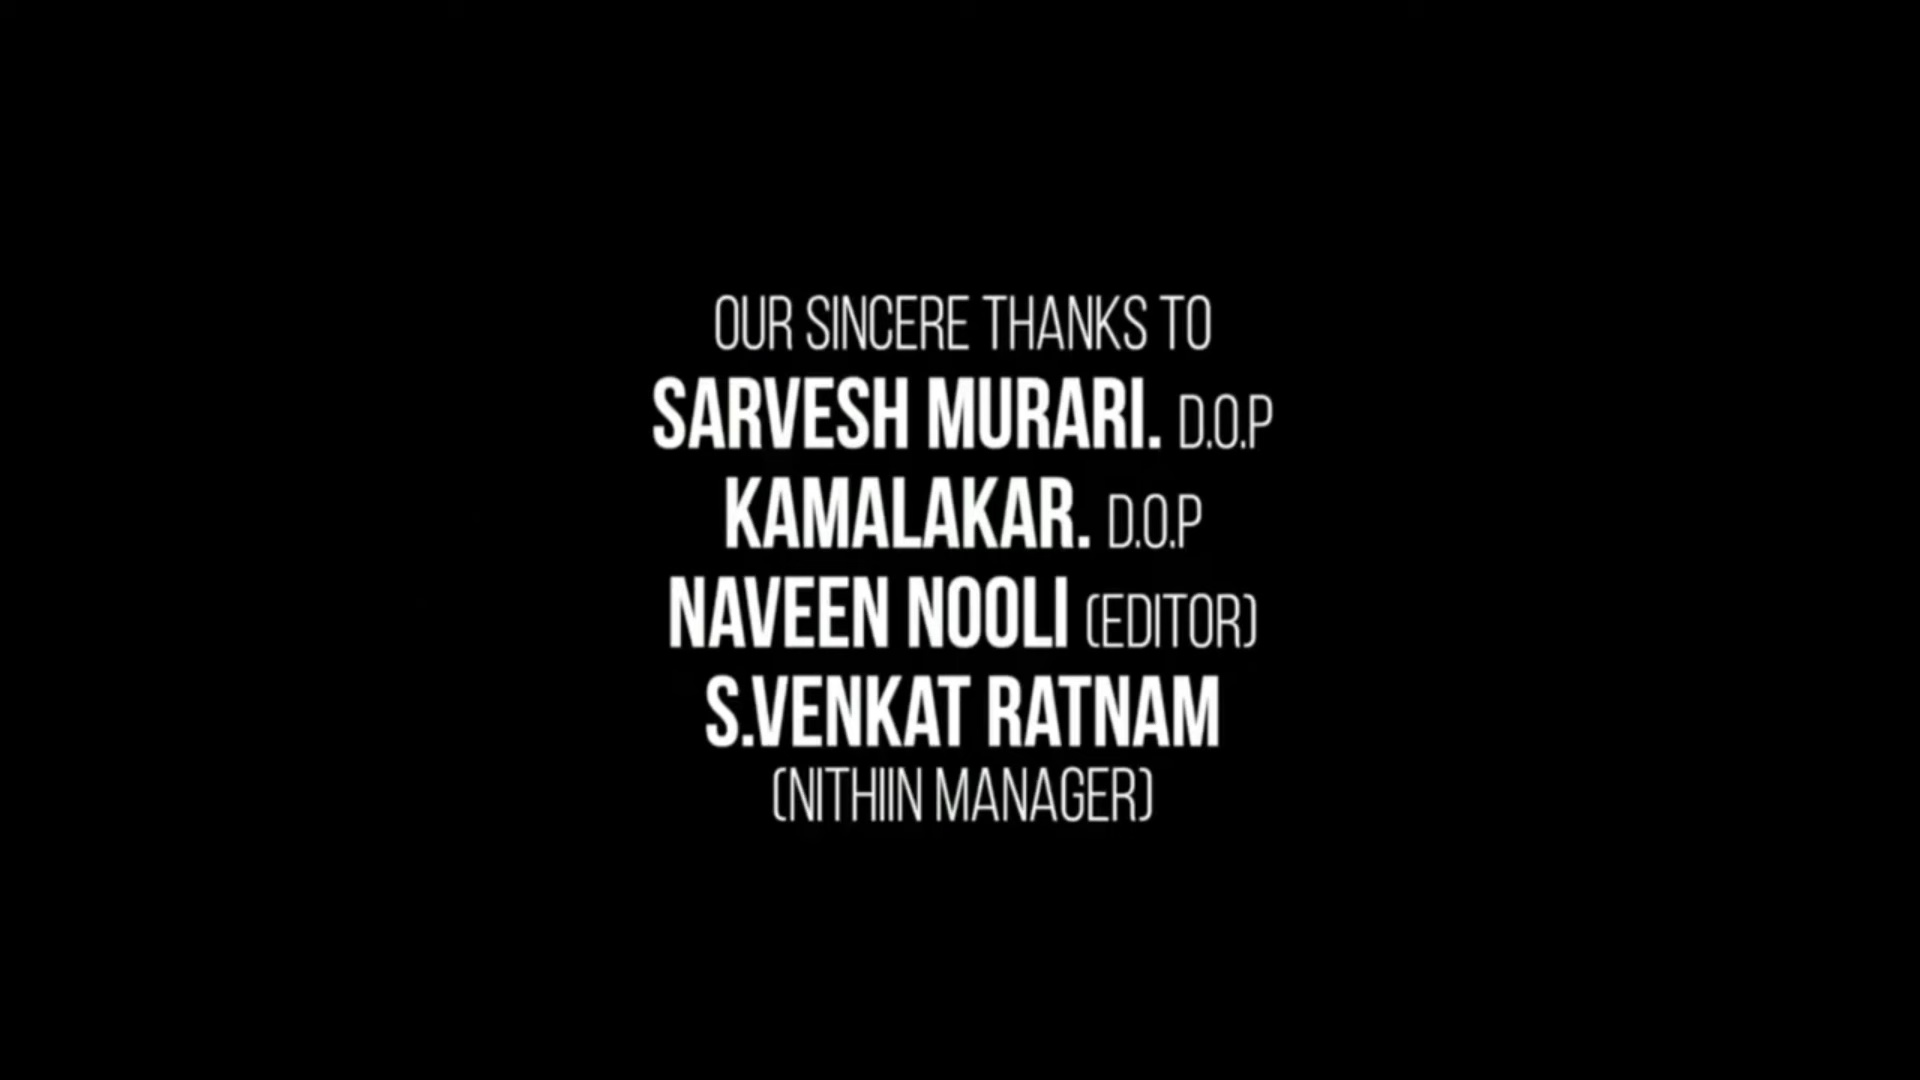 OUR SINCERE THANKS TO
SARVESH MURARI. D.O.P
KAMALAKAR. D.O.P
NAVEEN NOOLI (EDITOR)
S.VENKAT RATNAM
(NITHIIN MANAGER)